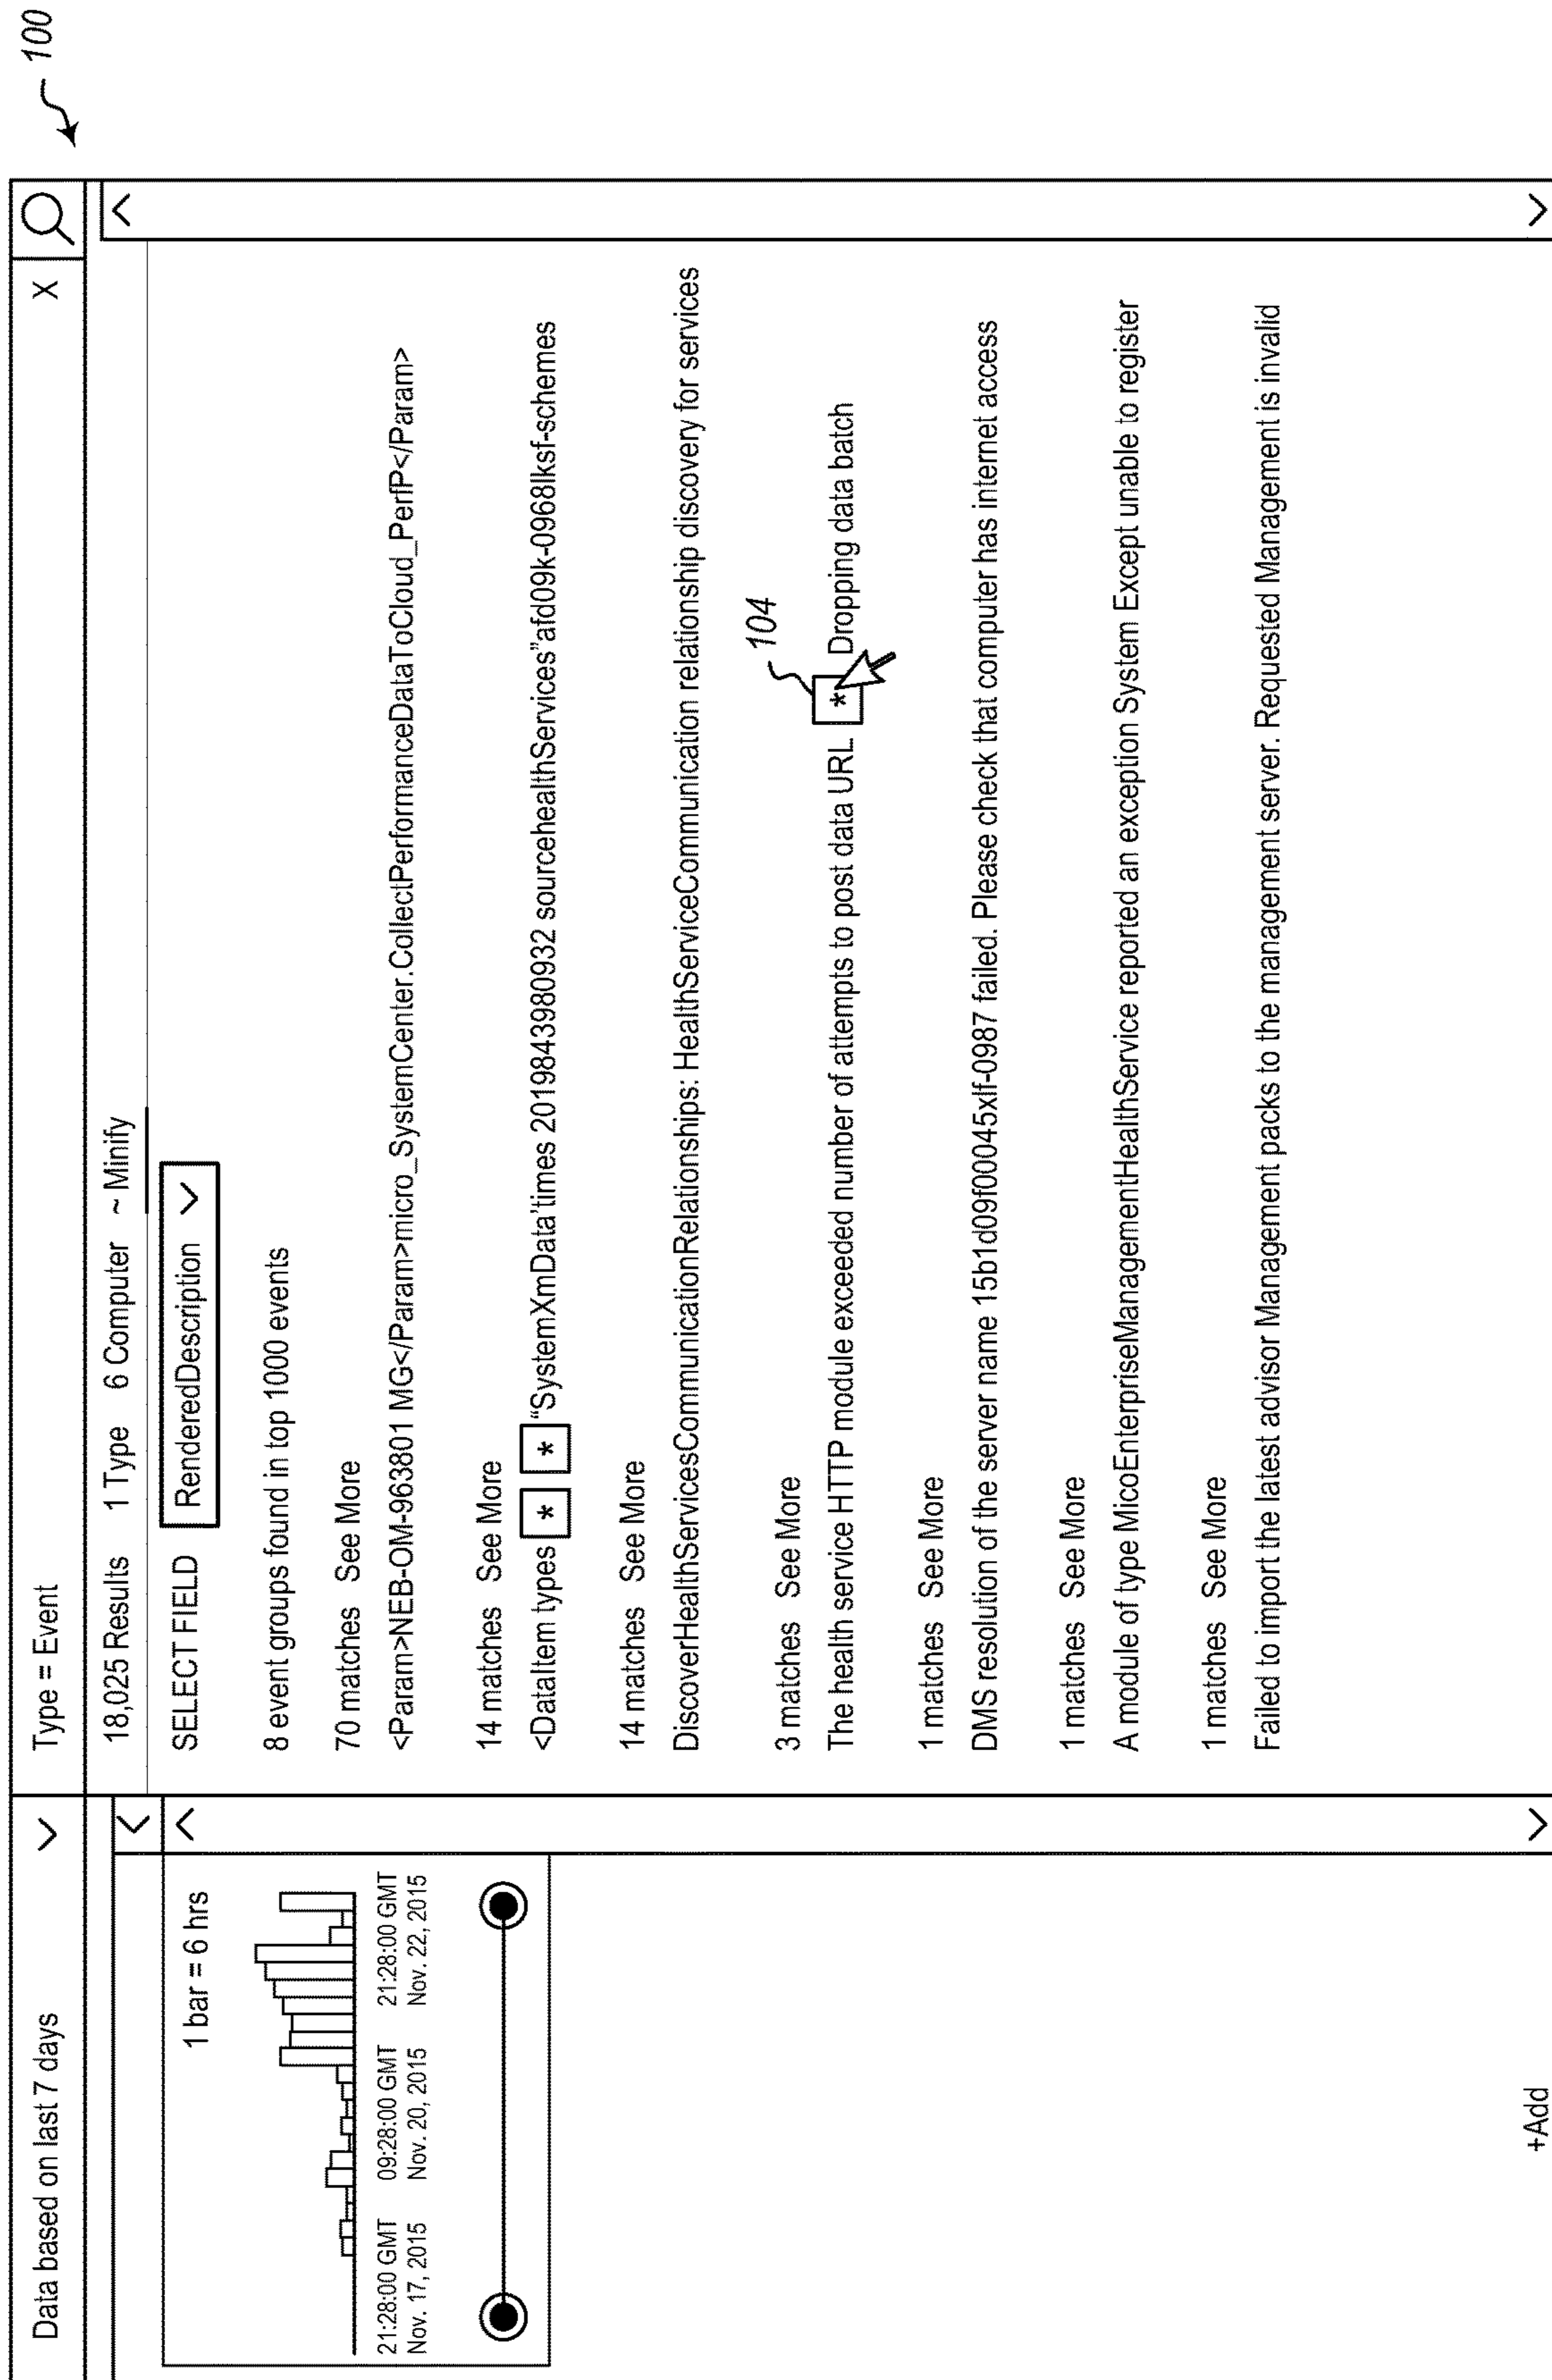 100
Data based on last 7 days
Type = Event X
1 bar = 6 hrs
21:28:00 GMT 09:28:00 GMT 21:28:00 GMT
Nov. 17, 2015 Nov. 20, 2015 Nov. 22, 2015
+Add
18,025 Results 1 Type 6 Computer ~ Minify
SELECT FIELD RenderedDescription
8 event groups found in top 1000 events
70 matches See More
<Param>NEB-OM-963801 MG</Param>micro_SystemCenter.CollectPerformanceDataToCloud_PerfP</Param>
14 matches See More
<DataItem types * * “SystemXmData’times 2019843980932 sourcehealthServices”afd09k-0968lksf-schemes
14 matches See More
DiscoverHealthServicesCommunicationRelationships: HealthServiceCommunication relationship discovery for services
104
3 matches See More
The health service HTTP module exceeded number of attempts to post data URL * Dropping data batch
1 matches See More
DMS resolution of the server name 15b1d09f00045xlf-0987 failed. Please check that computer has internet access
1 matches See More
A module of type MicoEnterpriseManagementHealthService reported an exception System Except unable to register
1 matches See More
Failed to import the latest advisor Management packs to the management server. Requested Management is invalid